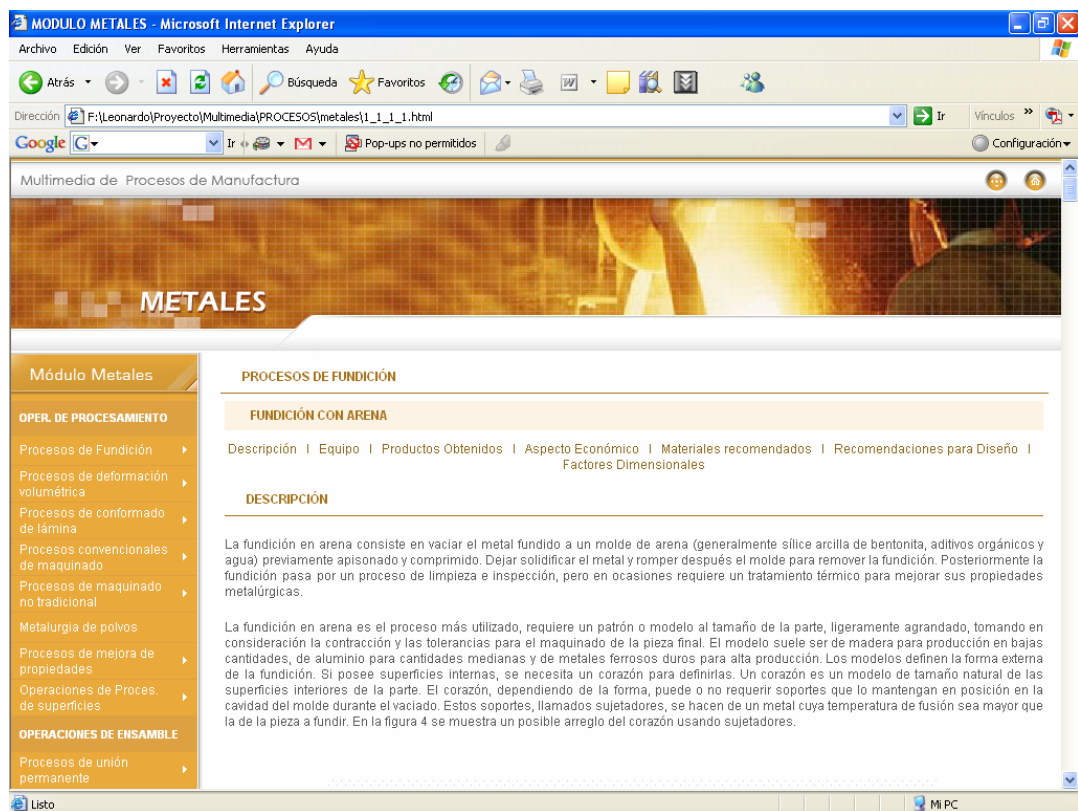 MODULO METALES - Microsoft Internet Explorer
Archivo Edición Ver Favoritos Herramientas Ayuda
Atrás Búsqueda Favoritos
Dirección F:\Leonardo\Proyecto\Multimedia\PROCESOS\metales\1_1_1_1.html Ir Vínculos »
Google G Ir Pop-ups no permitidos Configuración
Multimedia de Procesos de Manufactura
METALES
Módulo Metales
OPER. DE PROCESAMIENTO
Procesos de Fundición
Procesos de deformación
volumétrica
Procesos de conformado
de lámina
Procesos convencionales
de maquinado
Procesos de maquinado
no tradicional
Metalurgia de polvos
Procesos de mejora de
propiedades
Operaciones de Proces.
de superficies
OPERACIONES DE ENSAMBLE
Procesos de unión
permanente
PROCESOS DE FUNDICIÓN
FUNDICIÓN CON ARENA
Descripción I Equipo I Productos Obtenidos I Aspecto Económico I Materiales recomendados I Recomendaciones para Diseño I
Factores Dimensionales
DESCRIPCIÓN
La fundición en arena consiste en vaciar el metal fundido a un molde de arena (generalmente sílice arcilla de bentonita, aditivos orgánicos y
agua) previamente apisonado y comprimido. Dejar solidificar el metal y romper después el molde para remover la fundición. Posteriormente la
fundición pasa por un proceso de limpieza e inspección, pero en ocasiones requiere un tratamiento térmico para mejorar sus propiedades
metalúrgicas.
La fundición en arena es el proceso más utilizado, requiere un patrón o modelo al tamaño de la parte, ligeramente agrandado, tomando en
consideración la contracción y las tolerancias para el maquinado de la pieza final. El modelo suele ser de madera para producción en bajas
cantidades, de aluminio para cantidades medianas y de metales ferrosos duros para alta producción. Los modelos definen la forma externa
de la fundición. Si posee superficies internas, se necesita un corazón para definirlas. Un corazón es un modelo de tamaño natural de las
superficies interiores de la parte. El corazón, dependiendo de la forma, puede o no requerir soportes que lo mantengan en posición en la
cavidad del molde durante el vaciado. Estos soportes, llamados sujetadores, se hacen de un metal cuya temperatura de fusión sea mayor que
la de la pieza a fundir. En la figura 4 se muestra un posible arreglo del corazón usando sujetadores.
Listo Mi PC